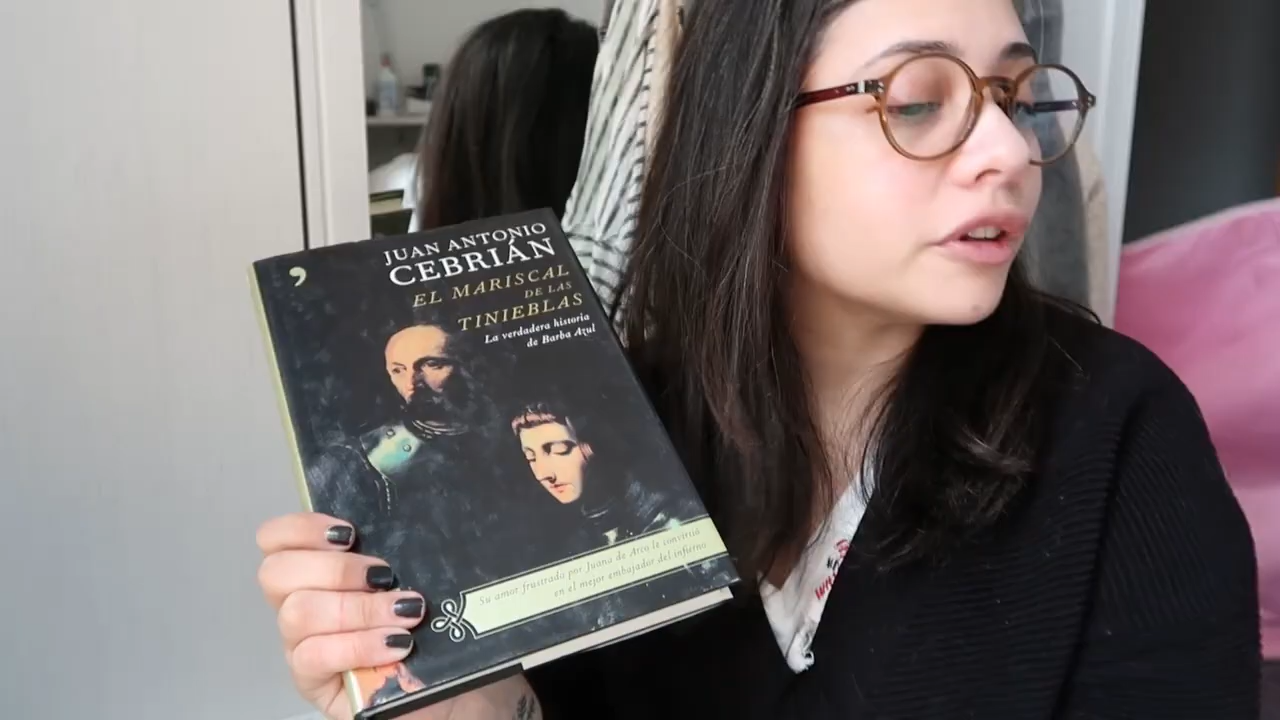 JUAN ANTONIO
CEBRIÁN
EL MARISCAL
DE LAS
TINIEBLAS
La verdadera historia
de Barba Azul
Su amor frustrado por Juana de Arco le convirtió
en el mejor embajador del infierno